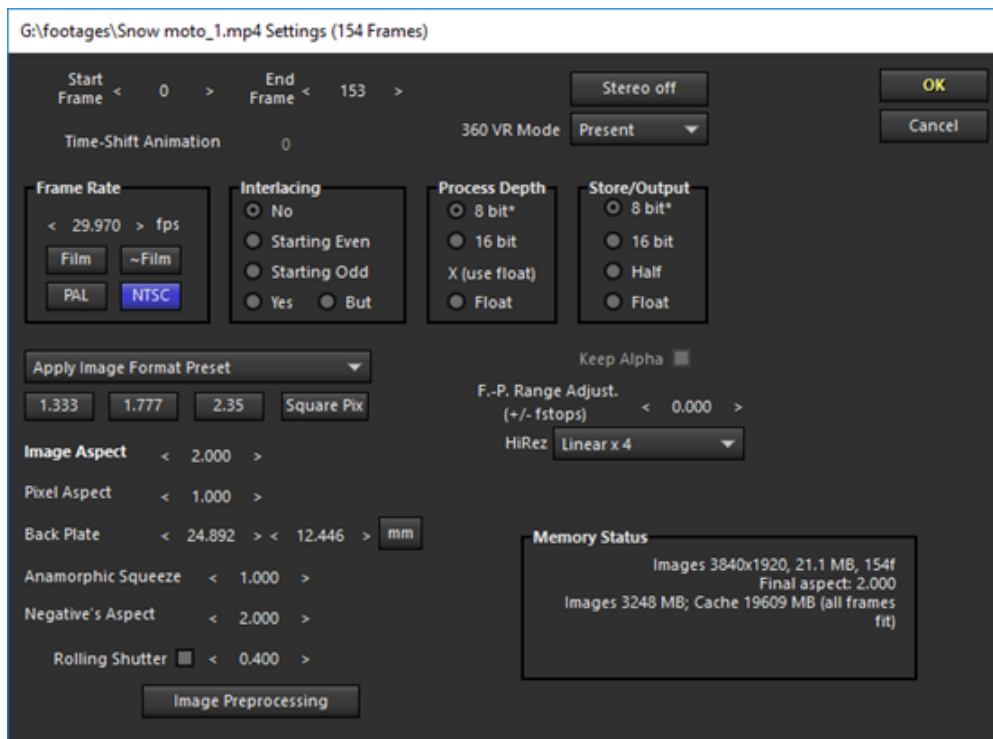 G:\footages\Snow moto_1.mp4 Settings (154 Frames)
Start Frame < 0 > End Frame < 153 >
Stereo off
OK
Time-Shift Animation 0
360 VR Mode Present
Cancel
Frame Rate
< 29.970 > fps
Film ~Film
PAL NTSC
Interlacing
No
Starting Even
Starting Odd
Yes But
Process Depth
8 bit*
16 bit
X (use float)
Float
Store/Output
8 bit*
16 bit
Half
Float
Apply Image Format Preset
1.333 1.777 2.35 Square Pix
Image Aspect < 2.000 >
Pixel Aspect < 1.000 >
Back Plate < 24.892 > < 12.446 > mm
Anamorphic Squeeze < 1.000 >
Negative's Aspect < 2.000 >
Rolling Shutter < 0.400 >
Image Preprocessing
Keep Alpha
F.-P. Range Adjust.
(+/- fstops) < 0.000 >
HiRez Linear x 4
Memory Status
Images 3840x1920, 21.1 MB, 154f
Final aspect: 2.000
Images 3248 MB; Cache 19609 MB (all frames
fit)